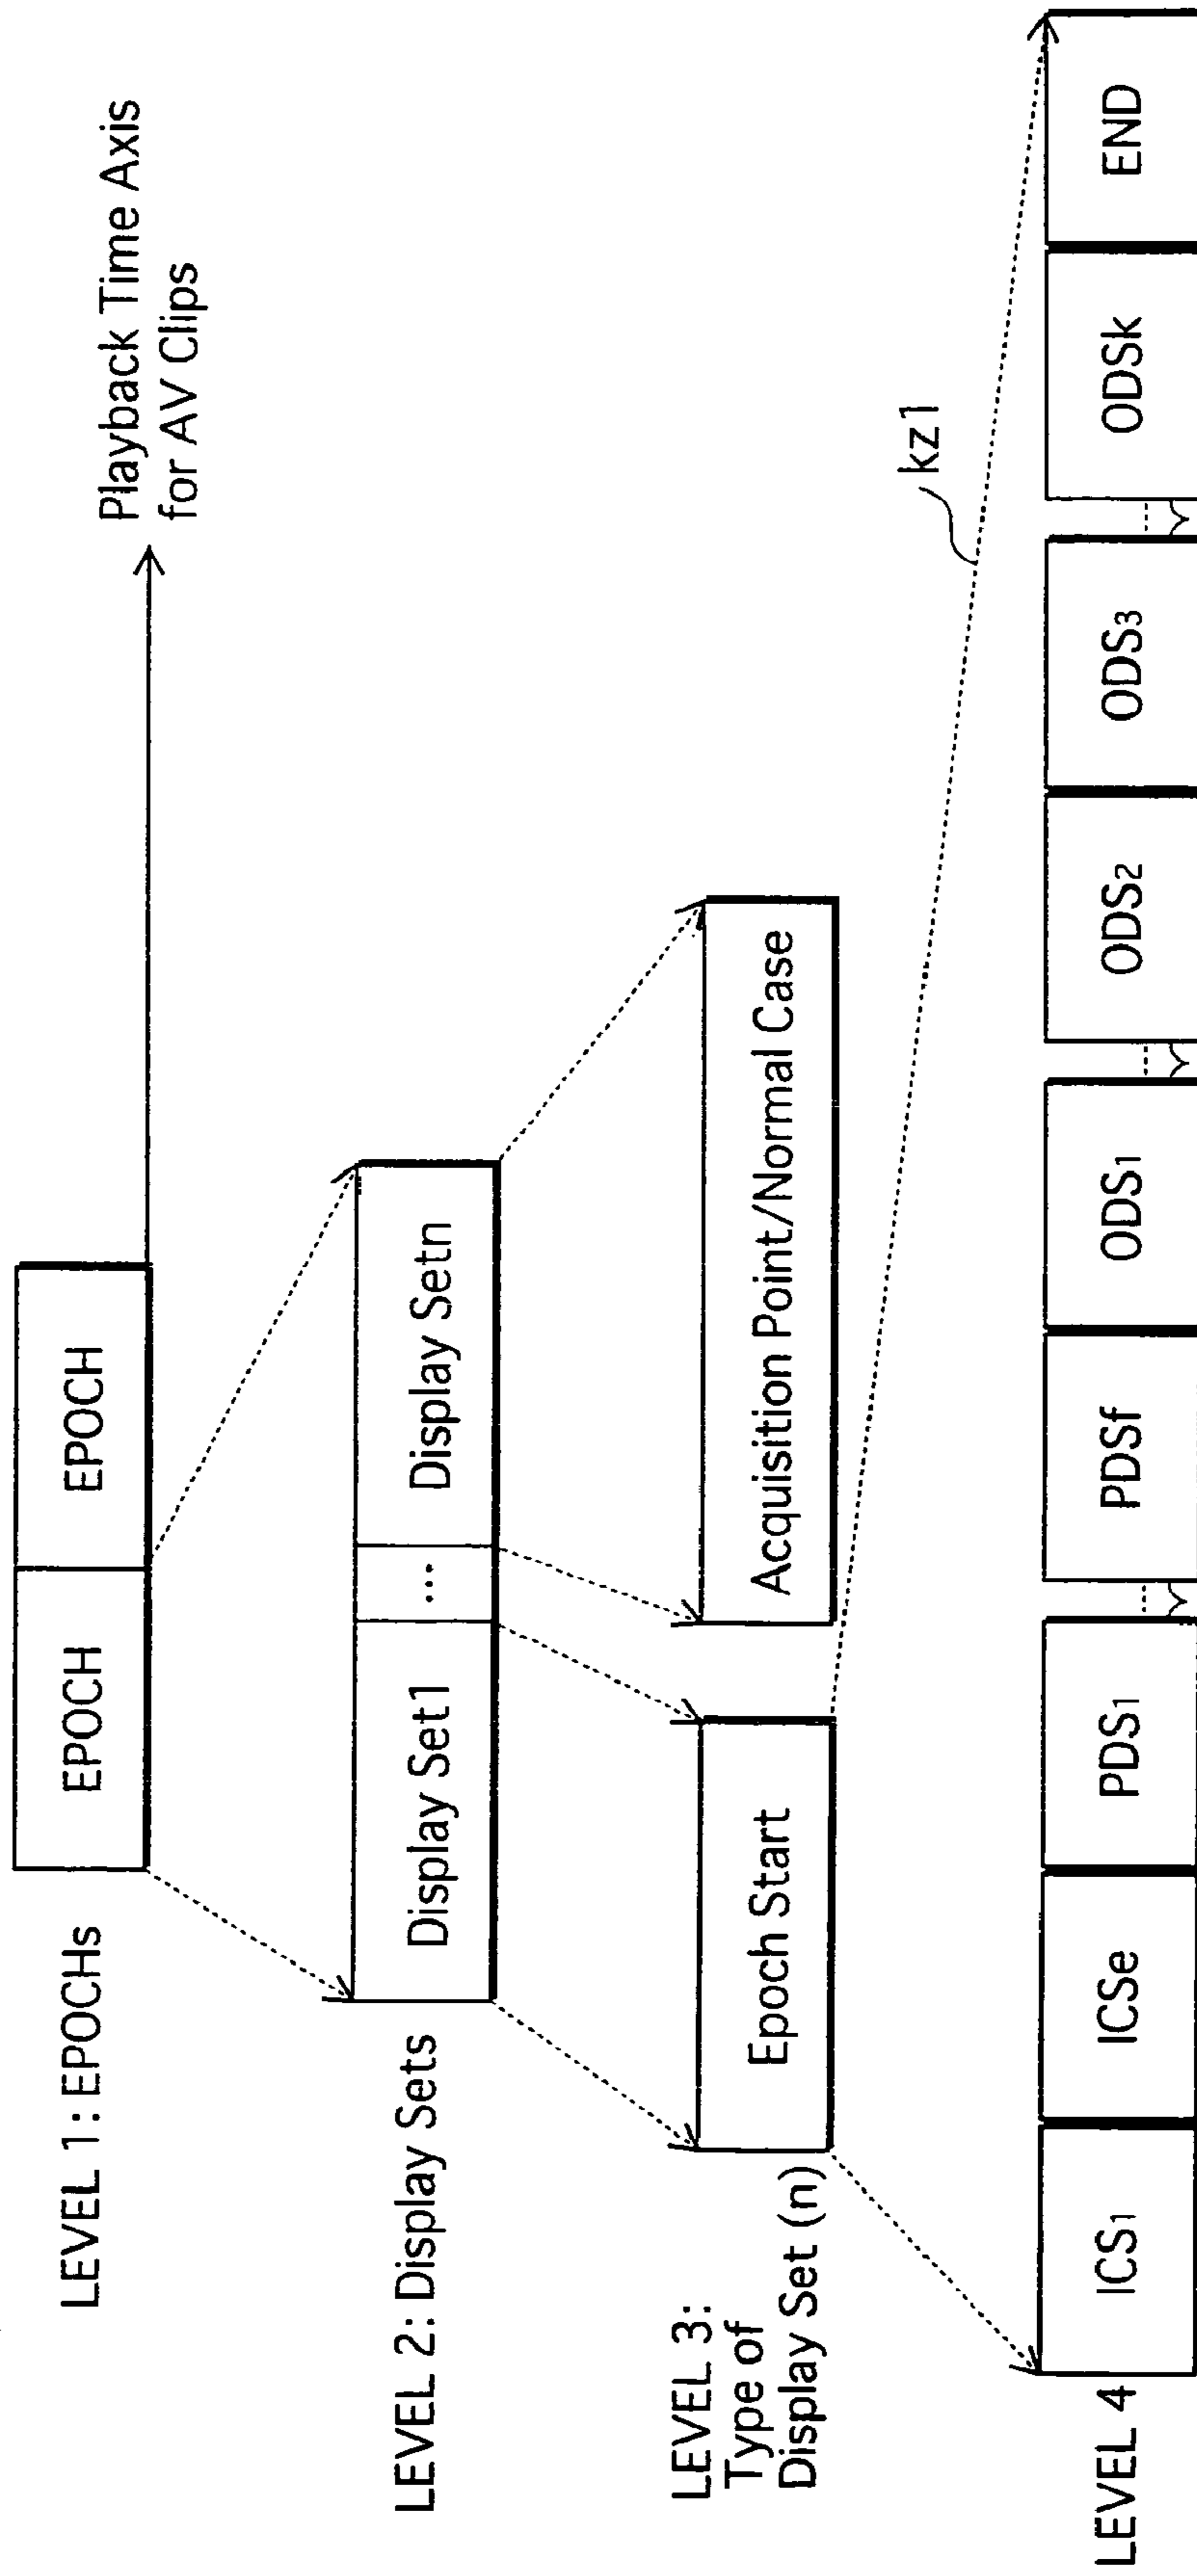 LEVEL 1: EPOCHs
EPOCH
EPOCH
Playback Time Axis
for AV Clips
LEVEL 2: Display Sets
Display Set1
...
Display Setn
LEVEL 3:
Type of
Display Set (n)
Epoch Start
Acquisition Point/Normal Case
kz1
LEVEL 4
ICS1
ICSe
PDS1
PDSf
ODS1
ODS2
ODS3
ODSk
END